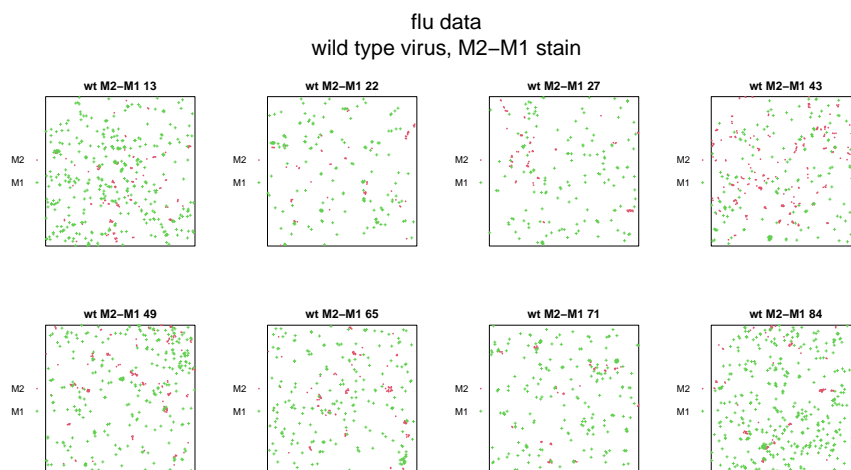 flu data
wild type virus, M2−M1 stain
wt M2−M1 13
wt M2−M1 22
wt M2−M1 27
wt M2−M1 43
M2
M1
M2
M1
M2
M1
M2
M1
wt M2−M1 49
wt M2−M1 65
wt M2−M1 71
wt M2−M1 84
M2
M1
M2
M1
M2
M1
M2
M1